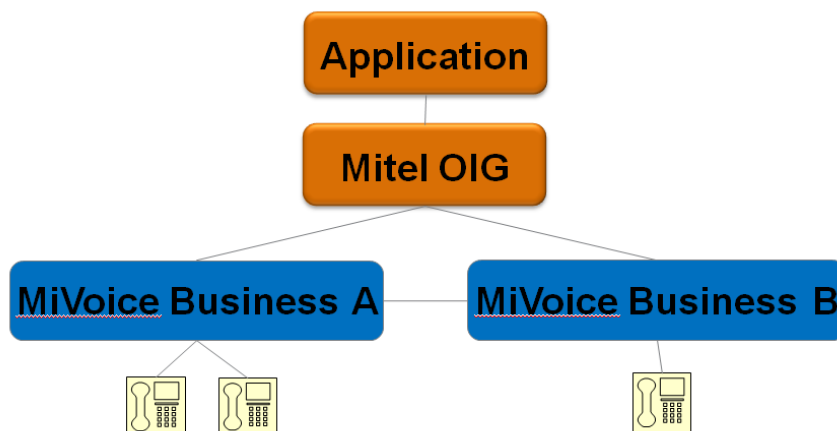 Application
Mitel OIG
MiVoice Business A
MiVoice Business B